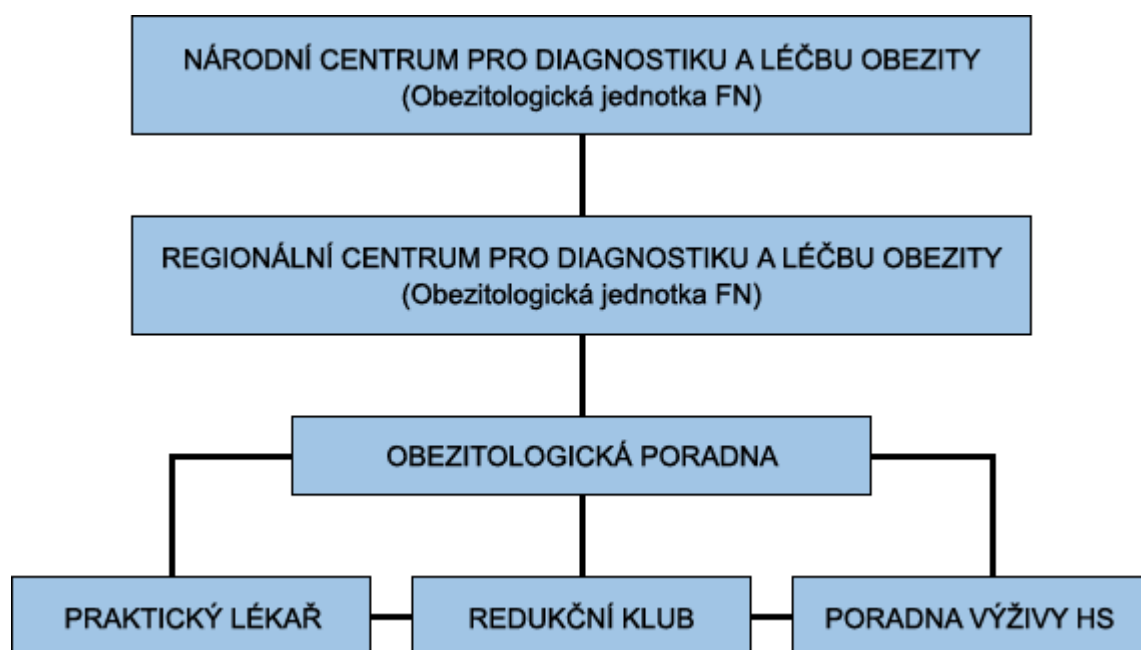 NÁRODNÍ CENTRUM PRO DIAGNOSTIKU A LÉČBU OBEZITY
(Obezitologická jednotka FN)
REGIONÁLNÍ CENTRUM PRO DIAGNOSTIKU A LÉČBU OBEZITY
(Obezitologická jednotka FN)
OBEZITOLOGICKÁ PORADNA
PRAKTICKÝ LÉKAŘ
REDUKČNÍ KLUB
PORADNA VÝŽIVY HS